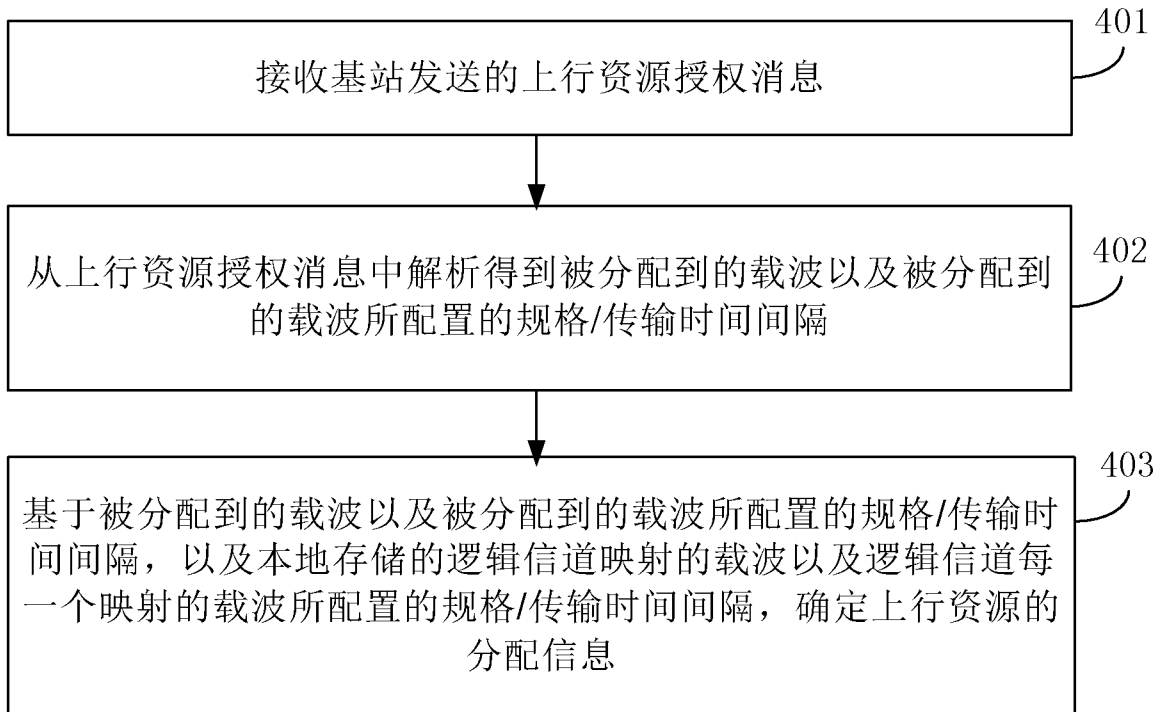 401
接收基站发送的上行资源授权消息
402
从上行资源授权消息中解析得到被分配到的载波以及被分配到
的载波所配置的规格/传输时间间隔
403
基于被分配到的载波以及被分配到的载波所配置的规格/传输时
间间隔，以及本地存储的逻辑信道映射的载波以及逻辑信道每
一个映射的载波所配置的规格/传输时间间隔，确定上行资源的
分配信息